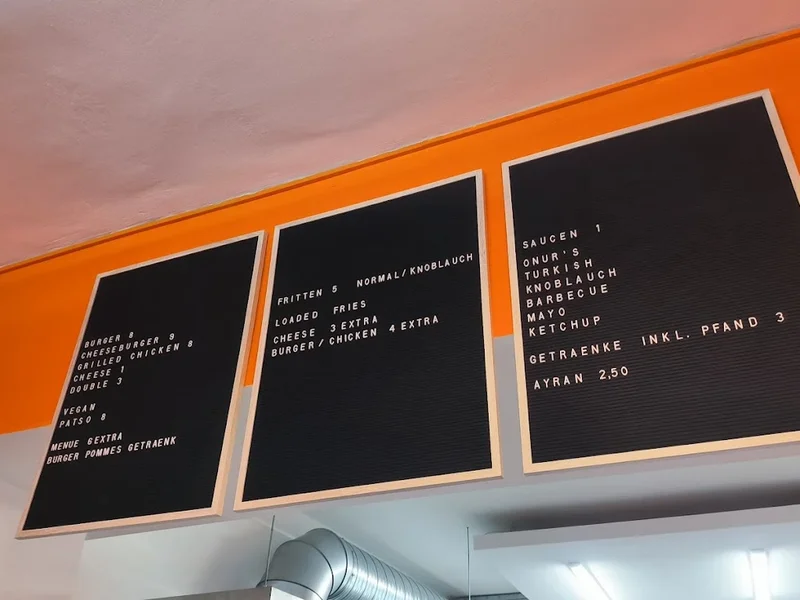 BURGER 8
CHEESEBURGER 9
GRILLED CHICKEN 8
CHEESE 1
DOUBLE 3
VEGAN
PATSO 8
MENUE 6 EXTRA
BURGER POMMES GETRAENK
FRITTEN 5 NORMAL/KNOBLAUCH
LOADED FRIES
CHEESE 3 EXTRA
BURGER/CHICKEN 4 EXTRA
SAUCEN 1
ONUR'S
TURKISH
KNOBLAUCH
BARBECUE
MAYO
KETCHUP
GETRAENKE INKL. PFAND 3
AYRAN 2,50